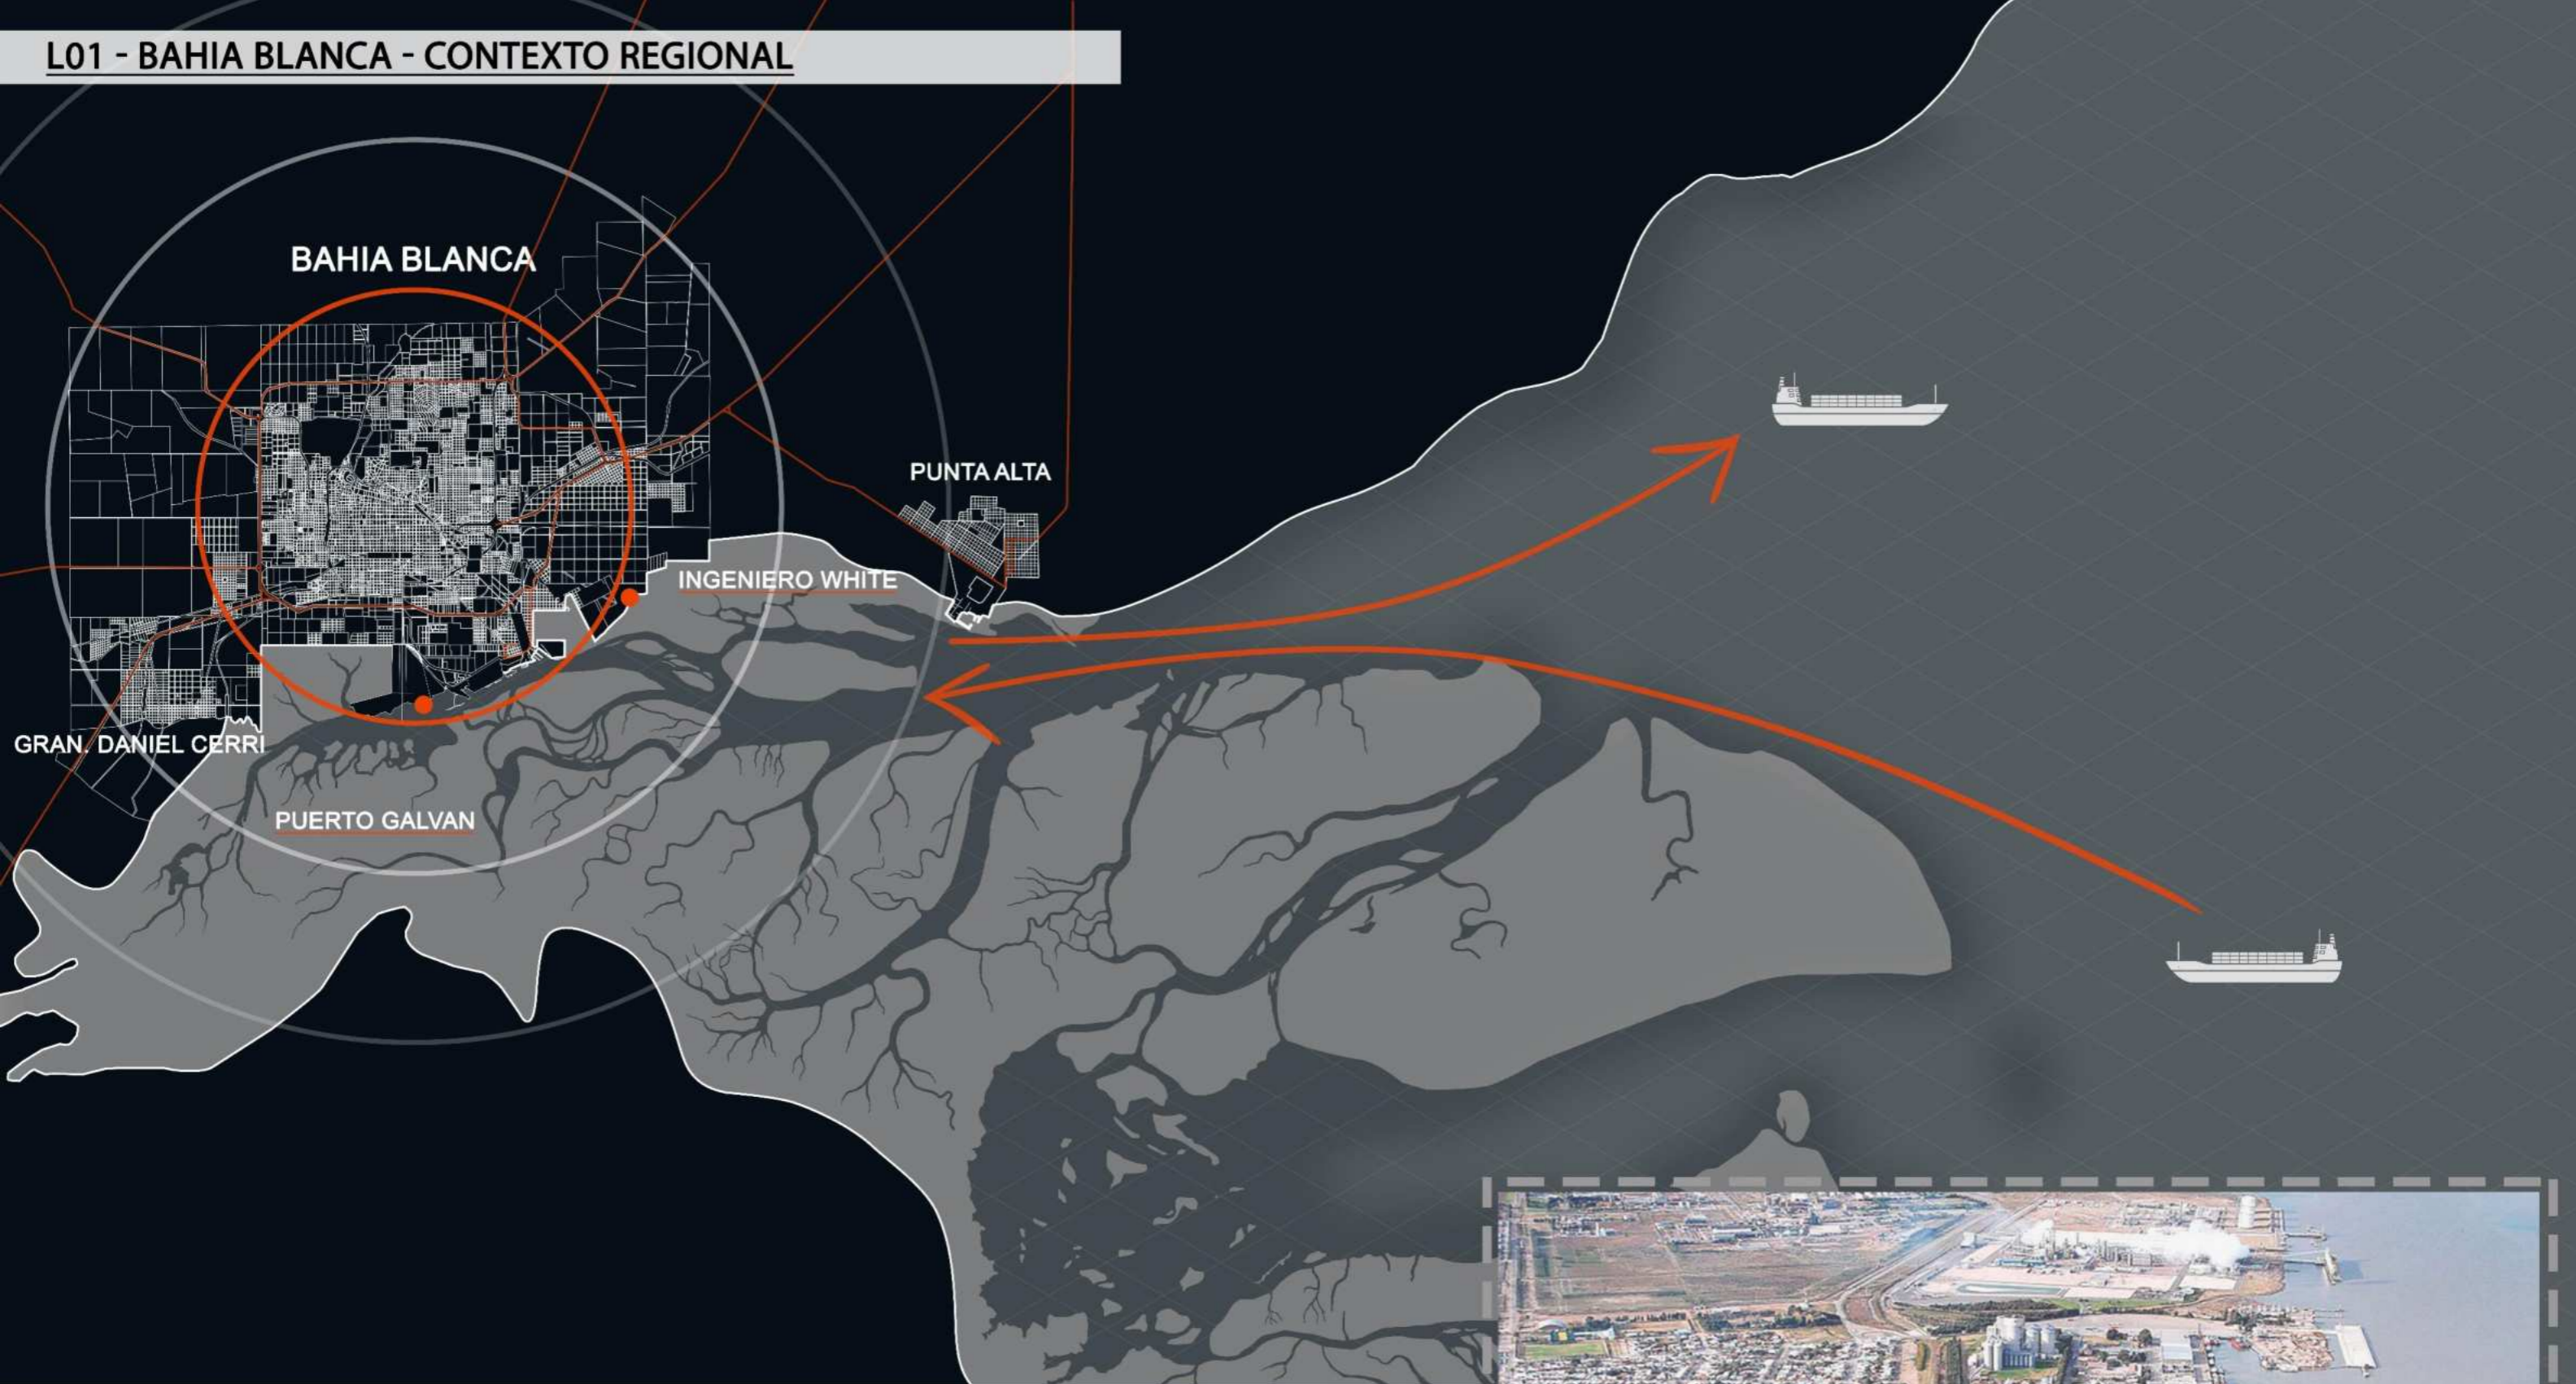 L01 - BAHIA BLANCA - CONTEXTO REGIONAL
BAHIA BLANCA
PUNTA ALTA
INGENIERO WHITE
GRAN. DANIEL CERRI
PUERTO GALVAN